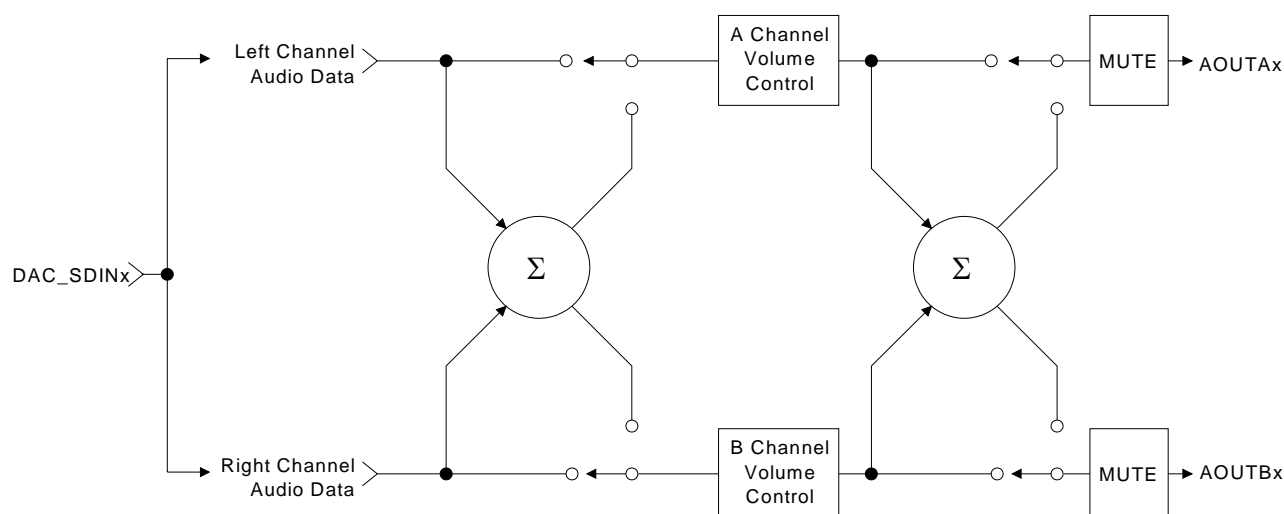 Left Channel
Audio Data
A Channel
Volume
Control
MUTE
AOUTAx
DAC_SDINx
Σ
Σ
Right Channel
Audio Data
B Channel
Volume
Control
MUTE
AOUTBx